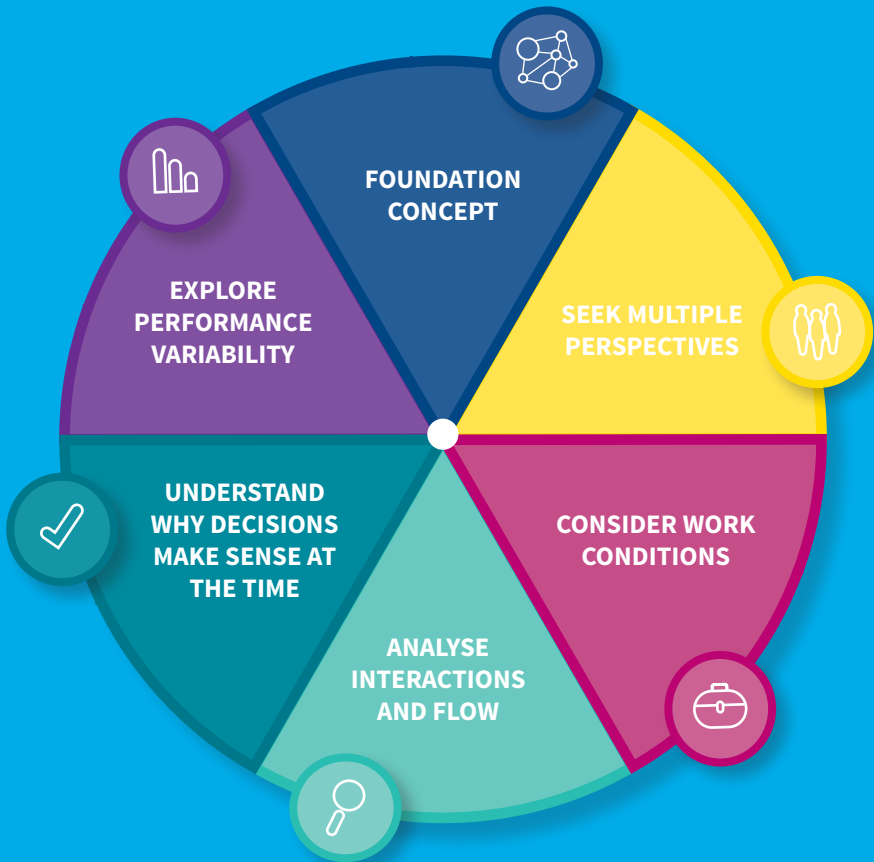 FOUNDATION
CONCEPT
SEEK MULTIPLE
PERSPECTIVES
CONSIDER WORK
CONDITIONS
ANALYSE
INTERACTIONS
AND FLOW
UNDERSTAND
WHY DECISIONS
MAKE SENSE AT
THE TIME
EXPLORE
PERFORMANCE
VARIABILITY